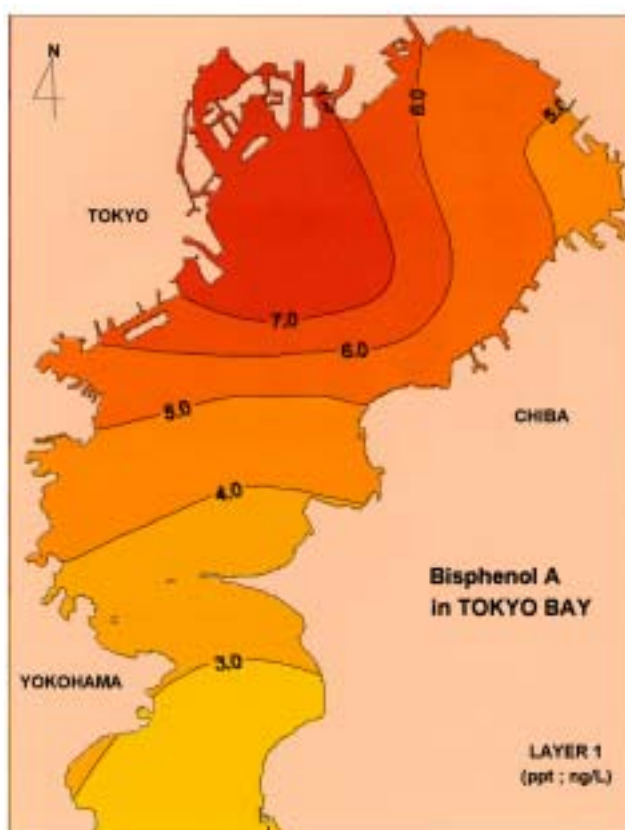 N
6.0
5.0
TOKYO
7.0
6.0
5.0
CHIBA
4.0
Bisphenol A
in TOKYO BAY
3.0
YOKOHAMA
LAYER 1
(ppt ; ng/L)